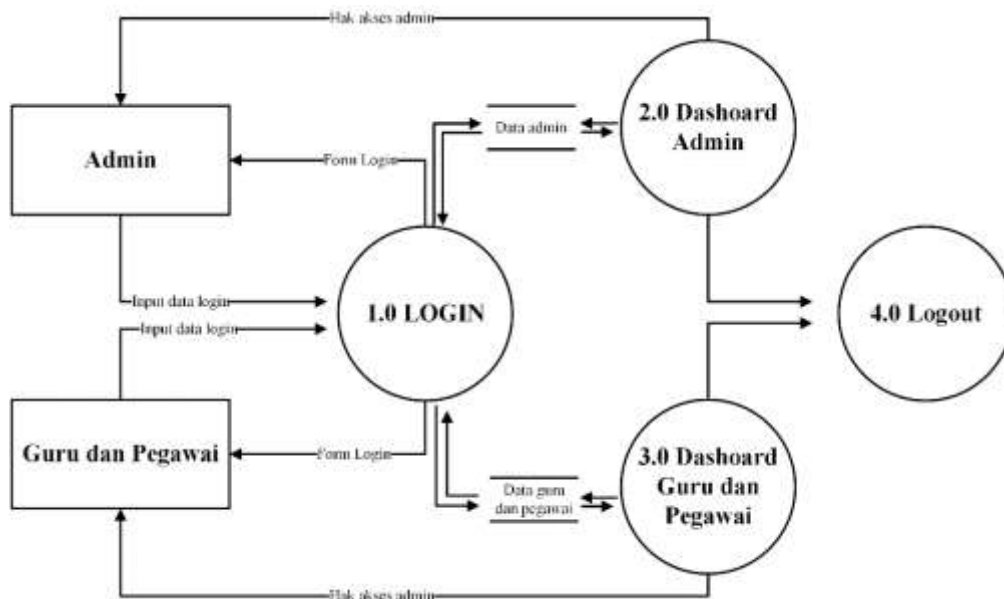 Hak akses admin
2.0 Dashoard
Admin
Data admin
Admin
Form Login
Input data login
1.0 LOGIN
4.0 Logout
Input data login
Guru dan Pegawai
Form Login
3.0 Dashoard
Guru dan
Pegawai
Data guru
dan pegawai
Hak akses admin